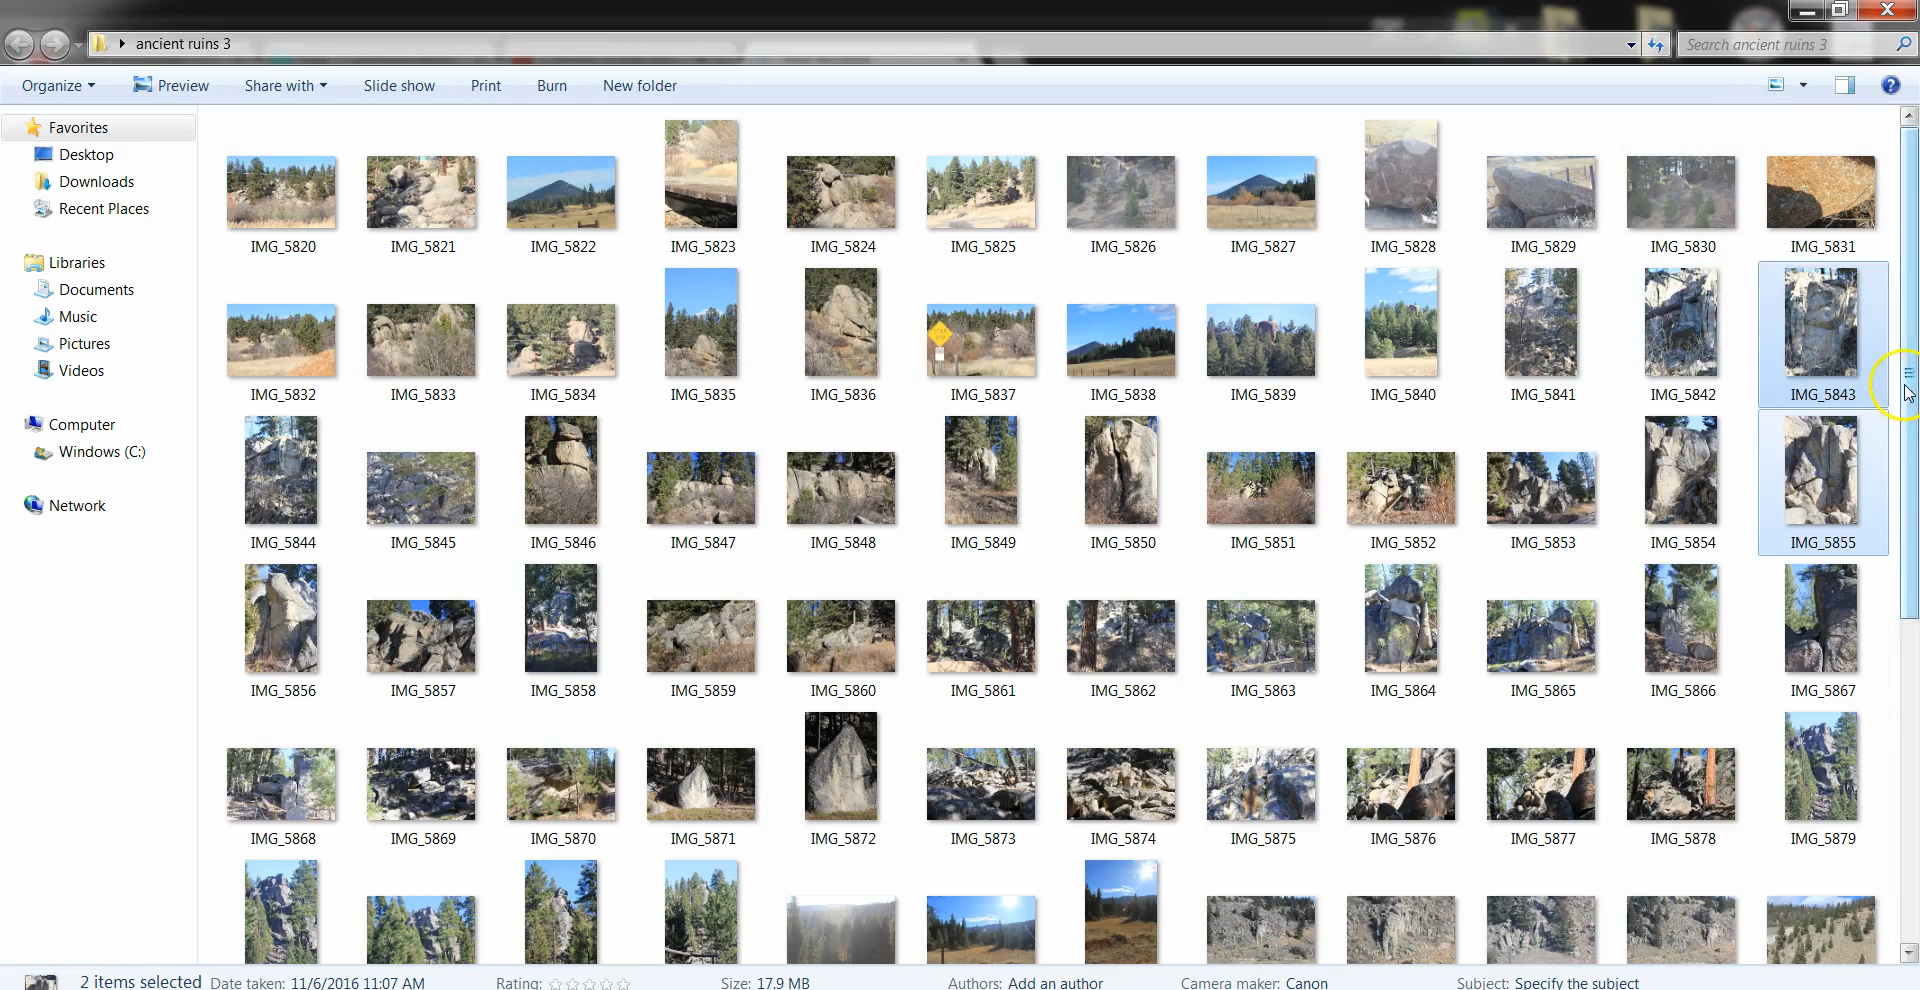 ancient ruins 3
Search ancient ruins 3
Organize Preview Share with Slide show Print Burn New folder
Favorites
Desktop
Downloads
Recent Places
Libraries
Documents
Music
Pictures
Videos
Computer
Windows (C:)
Network
IMG_5820 IMG_5821 IMG_5822 IMG_5823 IMG_5824 IMG_5825 IMG_5826 IMG_5827 IMG_5828 IMG_5829 IMG_5830 IMG_5831
IMG_5832 IMG_5833 IMG_5834 IMG_5835 IMG_5836 IMG_5837 IMG_5838 IMG_5839 IMG_5840 IMG_5841 IMG_5842 IMG_5843
IMG_5844 IMG_5845 IMG_5846 IMG_5847 IMG_5848 IMG_5849 IMG_5850 IMG_5851 IMG_5852 IMG_5853 IMG_5854 IMG_5855
IMG_5856 IMG_5857 IMG_5858 IMG_5859 IMG_5860 IMG_5861 IMG_5862 IMG_5863 IMG_5864 IMG_5865 IMG_5866 IMG_5867
IMG_5868 IMG_5869 IMG_5870 IMG_5871 IMG_5872 IMG_5873 IMG_5874 IMG_5875 IMG_5876 IMG_5877 IMG_5878 IMG_5879
2 items selected Date taken: 11/6/2016 11:07 AM Rating: Size: 17.9 MB Authors: Add an author Camera maker: Canon Subject: Specify the subject